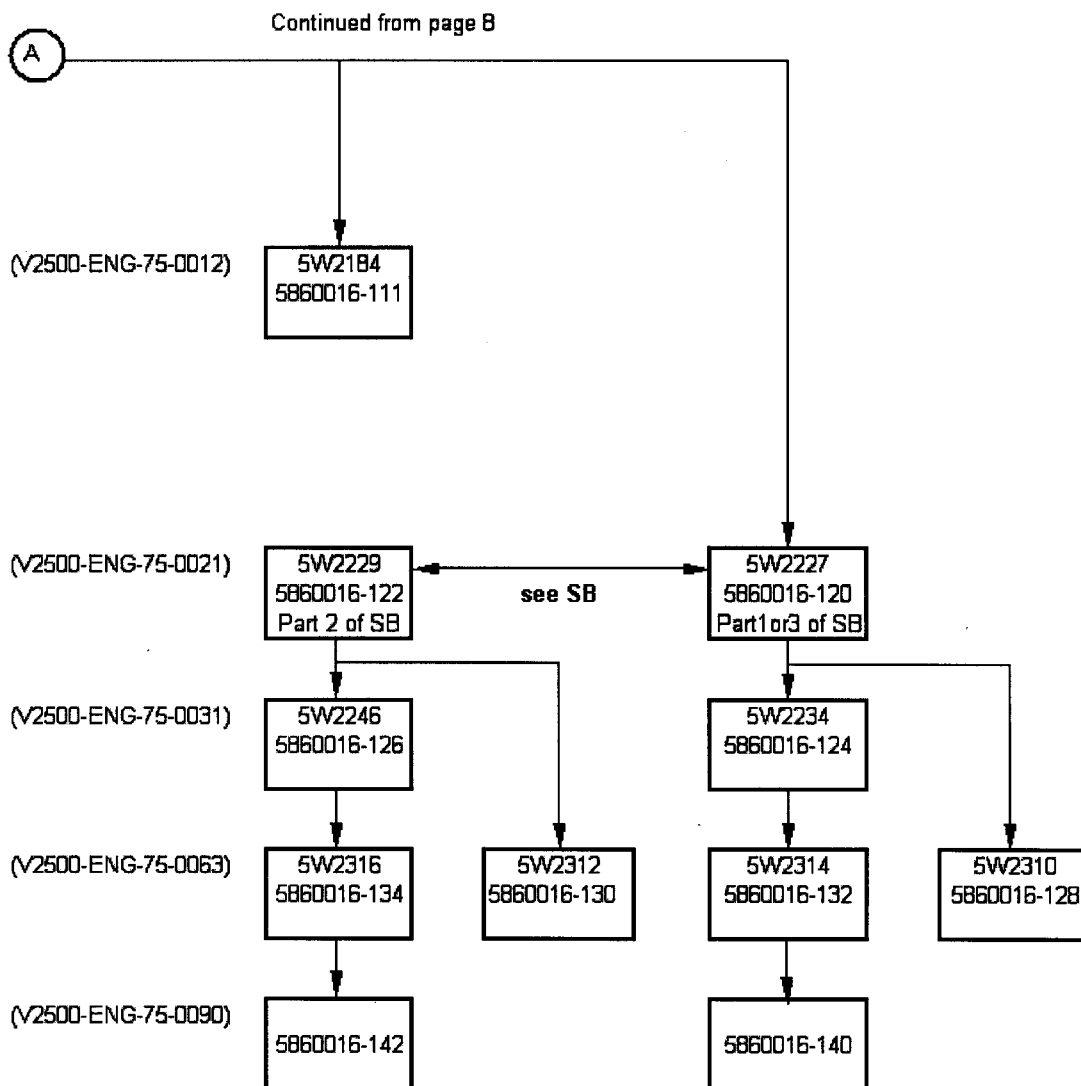 Continued from page B
A
(V2500-ENG-75-0012)
5W2184
5860016-111
(V2500-ENG-75-0021)
5W2229
5860016-122
Part 2 of SB
see SB
5W2227
5860016-120
Part1or3 of SB
(V2500-ENG-75-0031)
5W2246
5860016-126
5W2234
5860016-124
(V2500-ENG-75-0063)
5W2316
5860016-134
5W2312
5860016-130
5W2314
5860016-132
5W2310
5860016-128
(V2500-ENG-75-0090)
5860016-142
5860016-140